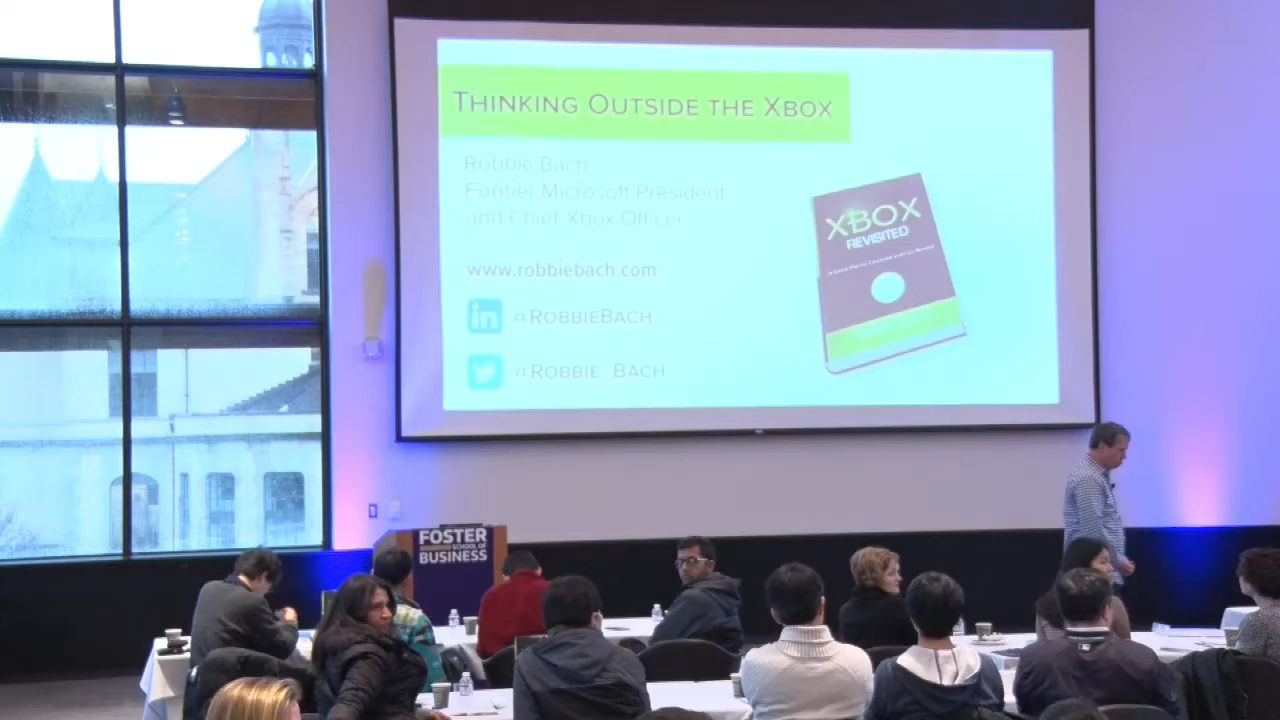 THINKING OUTSIDE THE XBOX
Robbie Bach
Former Microsoft President
and Chief Xbox Officer
www.robbiebach.com
in @ROBBIEBACH
@ROBBIE_BACH
XBOX
REVISITED
FOSTER
SCHOOL OF
BUSINESS